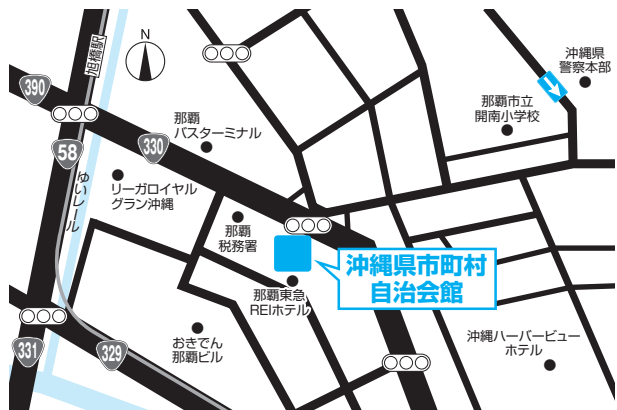 N
旭橋駅
沖縄県
警察本部
390
那覇市立
開南小学校
那覇
バスターミナル
330
58
ゆいレール
リーガロイヤル
グラン沖縄
那覇
税務署
沖縄県市町村
自治会館
那覇東急
REIホテル
おきでん
那覇ビル
沖縄ハーバービュー
ホテル
331
329